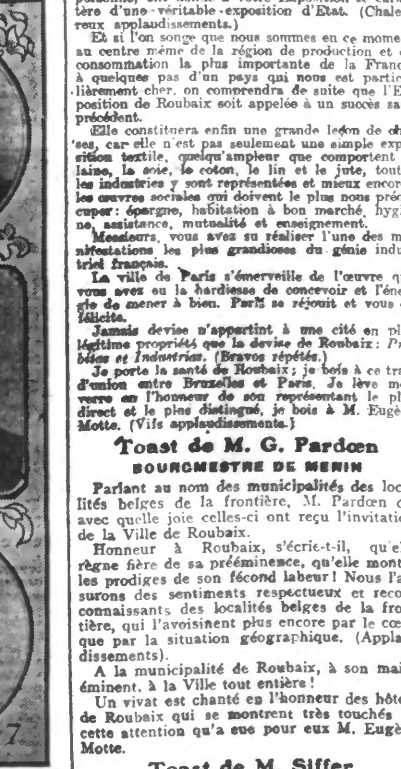 tère d'une véritable exposition d'Etat. (Chale
reux applaudissements.)
Et si l'on songe que nous sommes en ce mome
au centre même de la région de production et
consommation la plus importante de la Franc
à quelques pas d'un pays qui nous est partic
lièrement cher, on comprendra de suite que l'E
position de Roubaix soit appelée à un succès sa
précédent.
Elle constituera enfin une grande leçon de ch
ses, car elle n'est pas seulement une simple exp
sition textile, quelqu'ampleur que comportent
laine, la soie, le coton, le lin et le jute, tout
les industries y sont représentées et mieux encor
les œuvres sociales qui doivent le plus nous préo
cuper: épargne, habitation à bon marché, hygi
ne, assistance, mutualité et enseignement.
Messieurs, vous avez su réaliser l'une des m
nifestations les plus grandioses du génie indu
triel français.
La ville de Paris s'émerveille de l'œuvre q
vous avez eu la hardiesse de concevoir et l'éne
gie de mener à bien. Paris se réjouit et vous
félicite.
Jamais devise n'appartint à une cité en pl
légitime propriété que la devise de Roubaix: Pr
bitas et Industrias. (Bravos répétés.)
Je porte la santé de Roubaix; je bois à ce tra
d'union entre Bruxelles et Paris. Je lève m
verre en l'honneur de son représentant le pl
direct et le plus distingué, je bois à M. Eugè
Motte. (Vifs applaudissements.)
Toast de M. G. Pardœn
BOURGMESTRE DE MENIN
Parlant au nom des municipalités des loc
lités belges de la frontière, M. Pardœn d
avec quelle joie celles-ci ont reçu l'invitati
de la Ville de Roubaix.
Honneur à Roubaix, s'écrie-t-il, qu'el
règne fière de sa prééminence, qu'elle mont
les prodiges de son fécond labeur! Nous l'a
surons des sentiments respectueux et reco
connaissants des localités belges de la fro
tière, qui l'avoisinent plus encore par le cœ
que par la situation géographique. (Appla
dissements).
A la municipalité de Roubaix, à son mai
éminent, à la Ville tout entière!
Un vivat est chanté en l'honneur des hôte
de Roubaix qui se montrent très touchés
cette attention qu'a eue pour eux M. Eugè
Motte.
Toast de M. Siffer
7